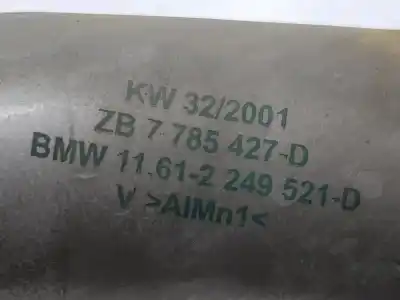 KW 32/2001
ZB 7 785 427-D
BMW 11.61-2 249 521-D
V >AlMn1<